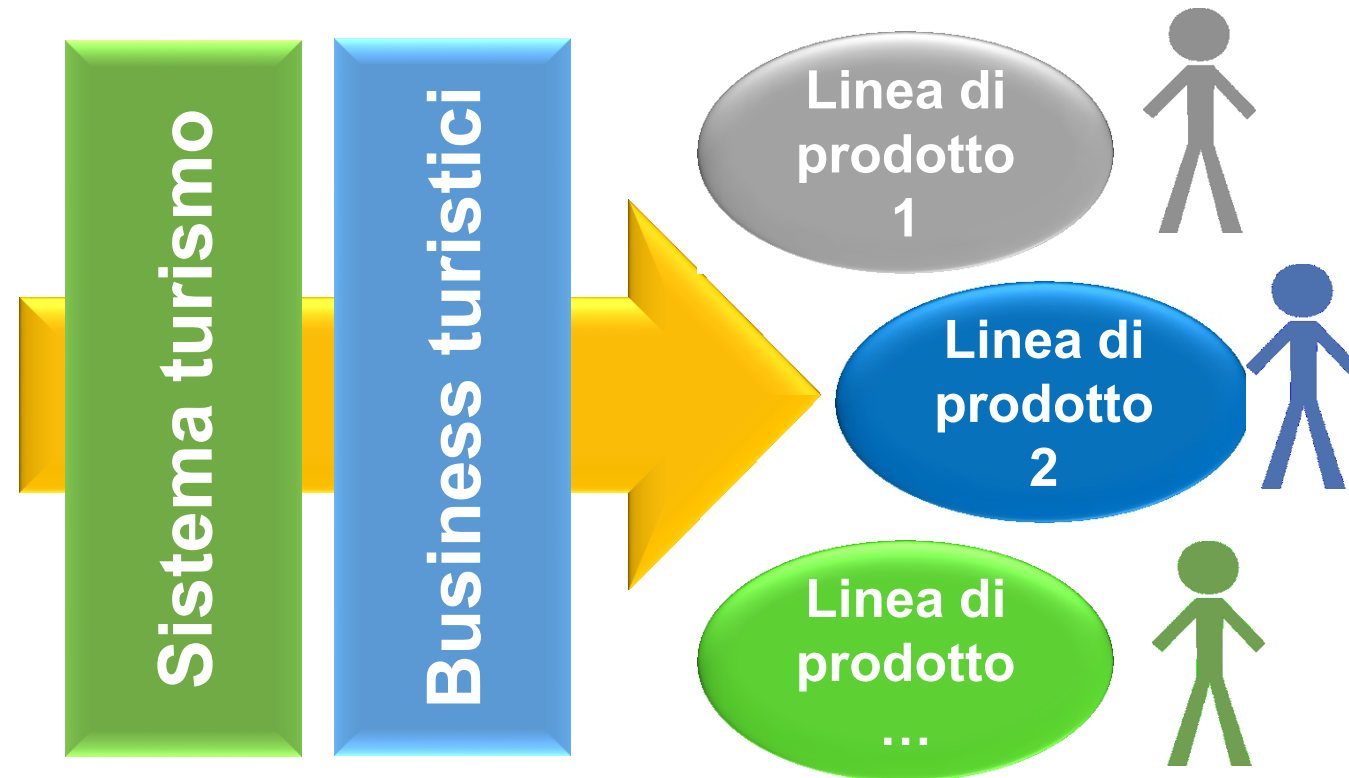 Sistema turismo
Business turistici
Linea di
prodotto
1
Linea di
prodotto
2
Linea di
prodotto
…